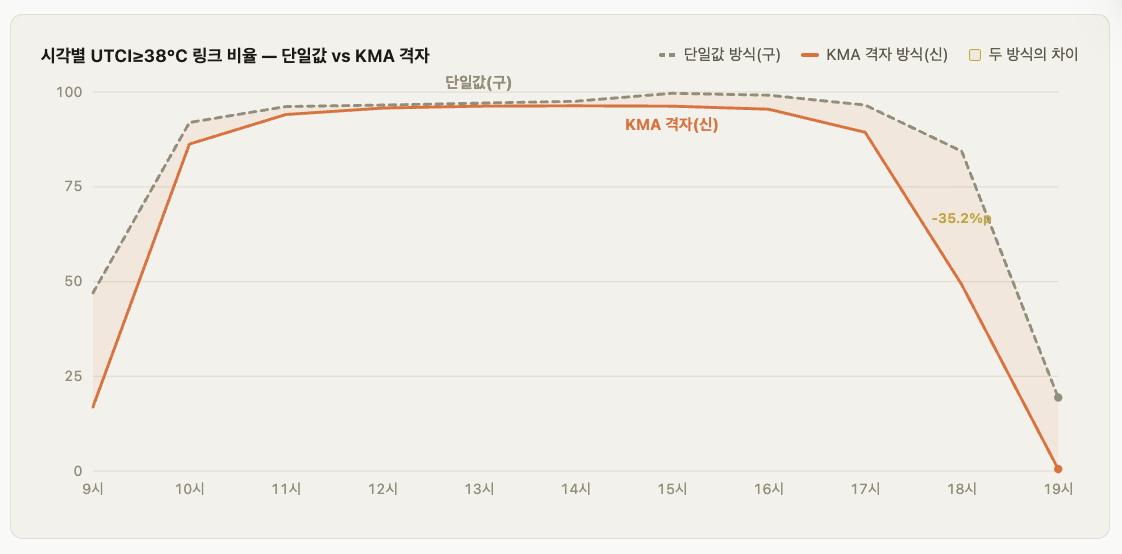 시각별 UTCI≥38°C 링크 비율 — 단일값 vs KMA 격자
단일값 방식(구) KMA 격자 방식(신) 두 방식의 차이
단일값(구)
100
KMA 격자(신)
75
-35.2%p
50
25
0
9시 10시 11시 12시 13시 14시 15시 16시 17시 18시 19시